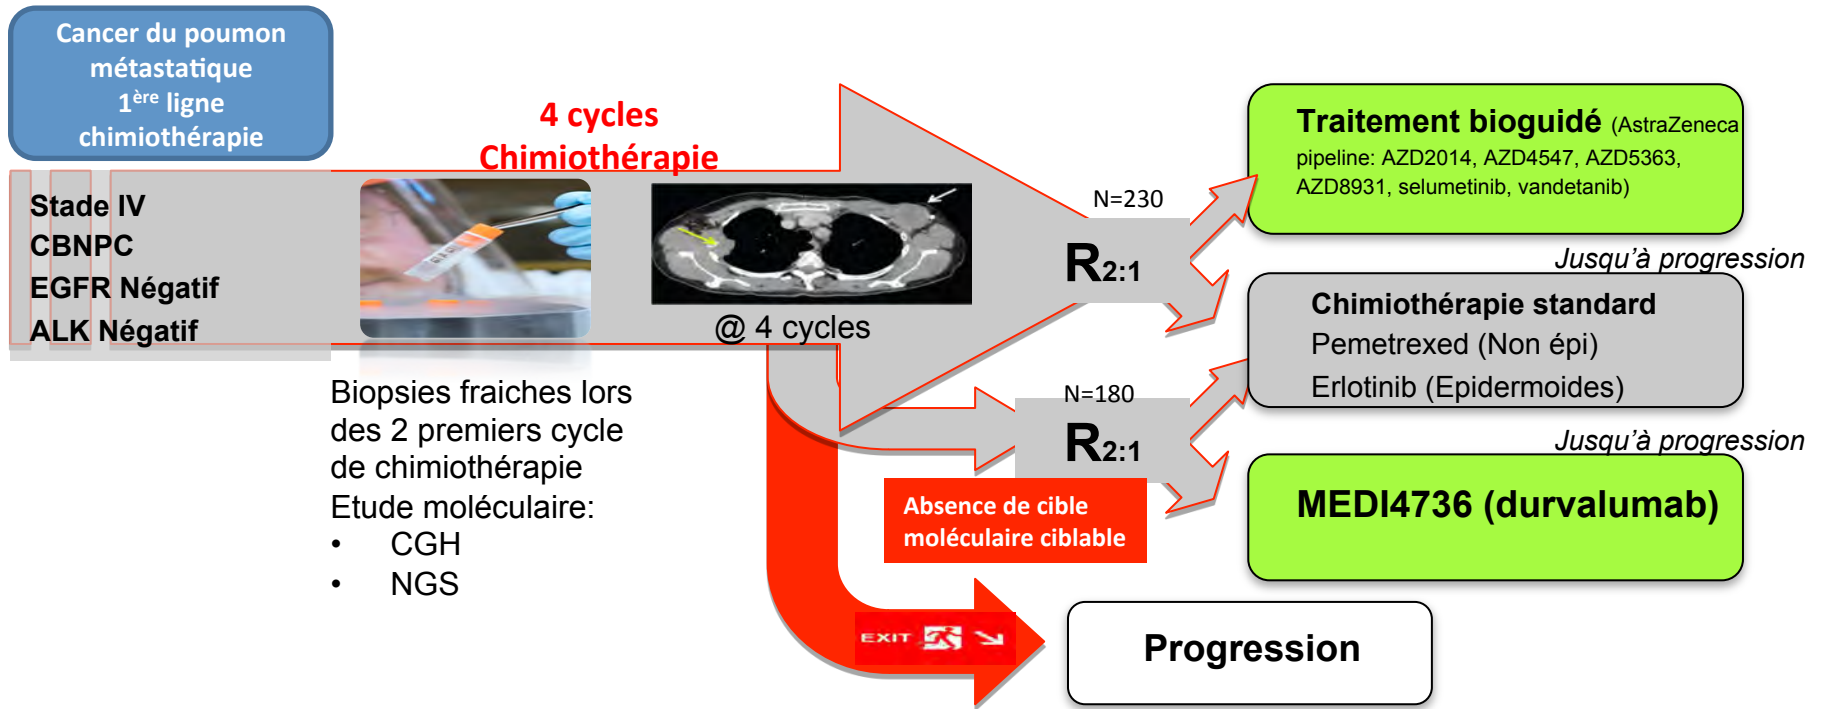 Cancer du poumon
métastatique
1ère ligne
chimiothérapie
4 cycles
Chimiothérapie
Stade IV
CBNPC
EGFR Négatif
ALK Négatif
@ 4 cycles
Biopsies fraiches lors
des 2 premiers cycle
de chimiothérapie
Etude moléculaire:
• CGH
• NGS
N=230
R2:1
N=180
R2:1
Absence de cible
moléculaire ciblable
EXIT
Traitement bioguidé (AstraZeneca
pipeline: AZD2014, AZD4547, AZD5363,
AZD8931, selumetinib, vandetanib)
Jusqu'à progression
Chimiothérapie standard
Pemetrexed (Non épi)
Erlotinib (Epidermoides)
Jusqu'à progression
MEDI4736 (durvalumab)
Progression